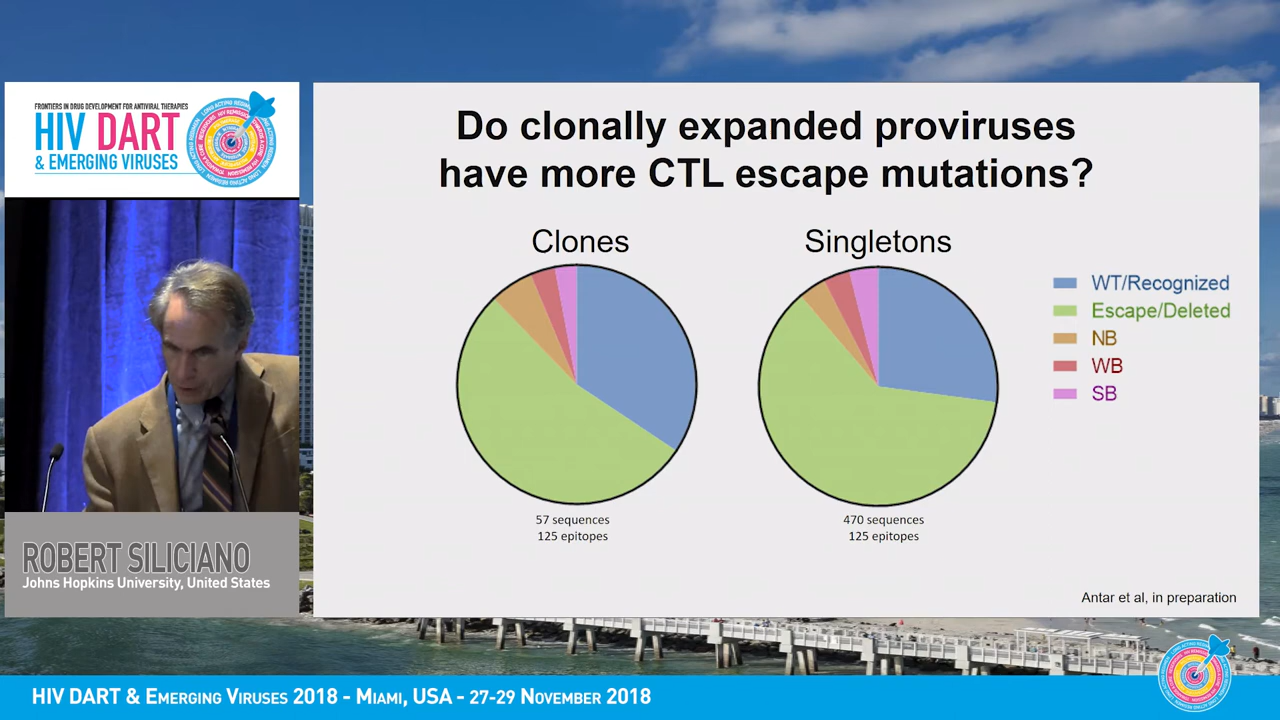 FRONTIERS IN DRUG DEVELOPMENT FOR ANTIVIRAL THERAPIES
HIV DART
& EMERGING VIRUSES
Do clonally expanded proviruses
have more CTL escape mutations?
Clones
Singletons
WT/Recognized
Escape/Deleted
NB
WB
SB
57 sequences
125 epitopes
470 sequences
125 epitopes
Antar et al, in preparation
ROBERT SILICIANO
Johns Hopkins University, United States
HIV DART & EMERGING VIRUSES 2018 - MIAMI, USA - 27-29 NOVEMBER 2018